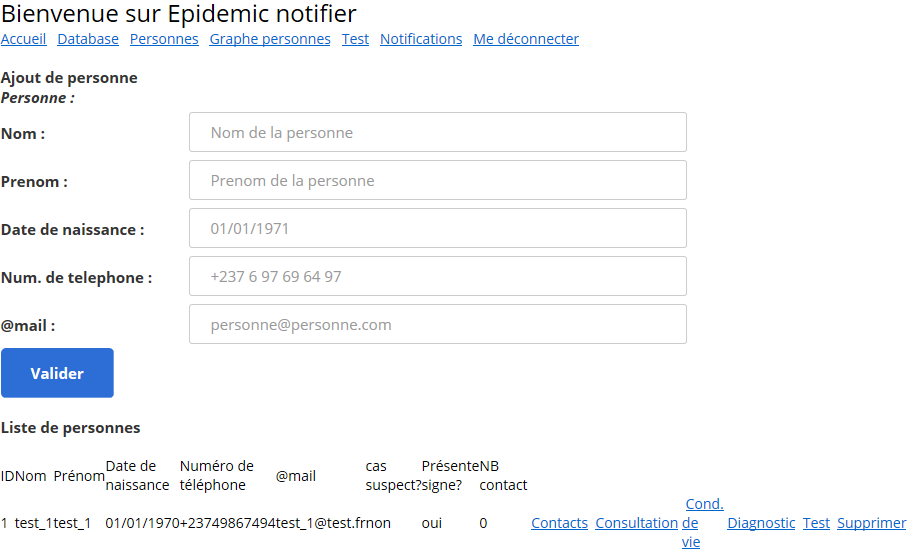 Bienvenue sur Epidemic notifier
Accueil Database Personnes Graphe personnes Test Notifications Me déconnecter
Ajout de personne
Personne :
Nom : Nom de la personne
Prenom : Prenom de la personne
Date de naissance : 01/01/1971
Num. de telephone : +237 6 97 69 64 97
@mail : personne@personne.com
Valider
Liste de personnes
ID Nom Prénom Date de naissance Numéro de téléphone @mail cas suspect? Présente signe? NB contact
1 test_1 test_1 01/01/1970 +23749867494 test_1@test.fr non oui 0 Contacts Consultation Cond. de vie Diagnostic Test Supprimer